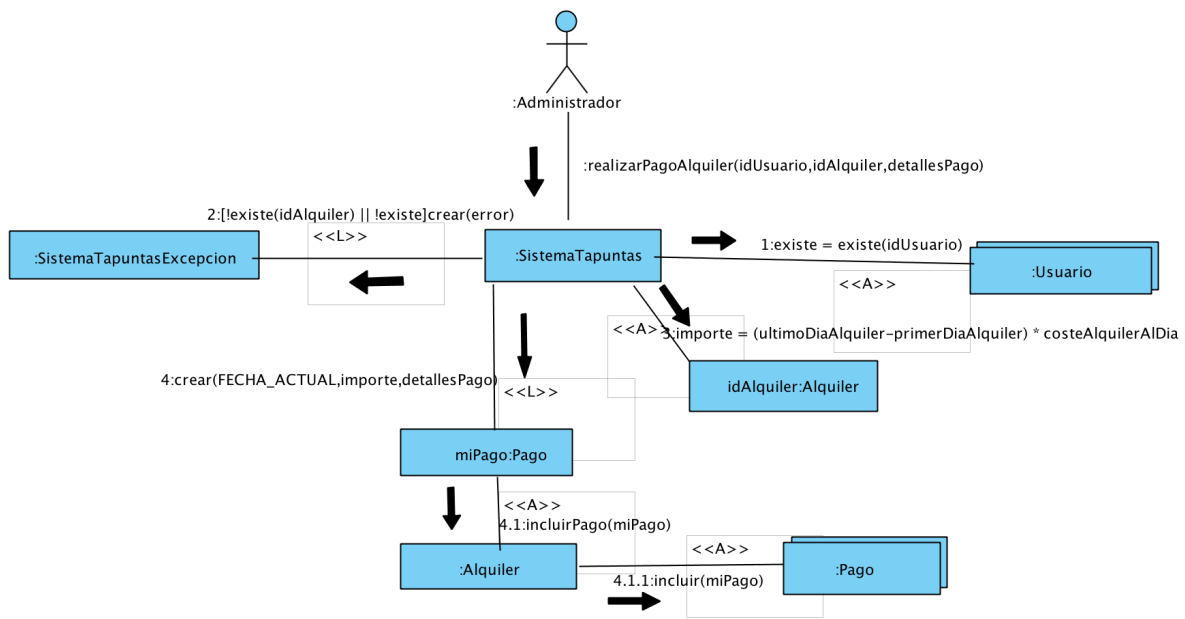 :Administrador
:realizarPagoAlquiler(idUsuario,idAlquiler,detallesPago)
2:[!existe(idAlquiler) || !existe]crear(error)
<<L>>
:SistemaTapuntasExcepcion
:SistemaTapuntas
1:existe = existe(idUsuario)
:Usuario
<<A>>
<<A>>
3:importe = (ultimoDiaAlquiler-primerDiaAlquiler) * costeAlquilerAlDia
4:crear(FECHA_ACTUAL,importe,detallesPago)
<<L>>
idAlquiler:Alquiler
miPago:Pago
<<A>>
4.1:incluirPago(miPago)
<<A>>
:Alquiler
4.1.1:incluir(miPago)
:Pago